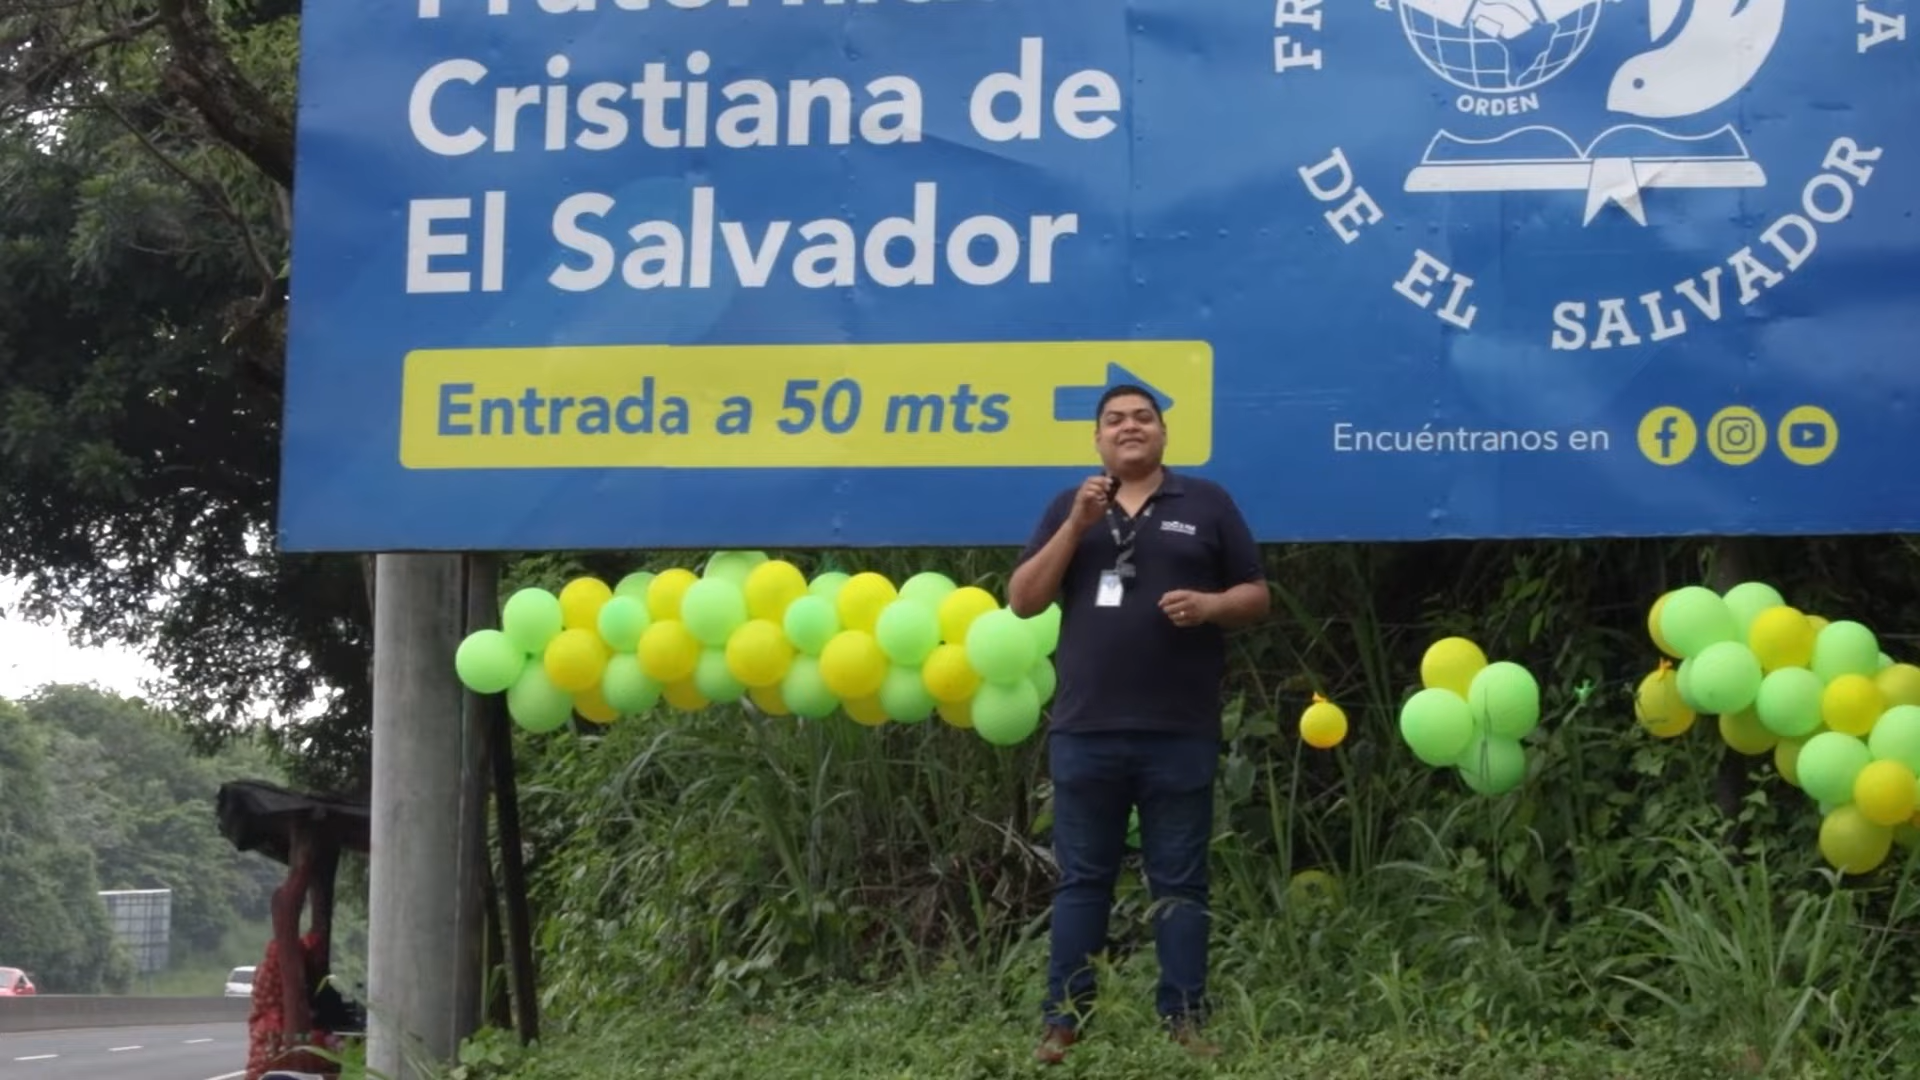 Cristiana de
El Salvador
Entrada a 50 mts
ORDEN
DE EL SALVADOR
Encuéntranos en